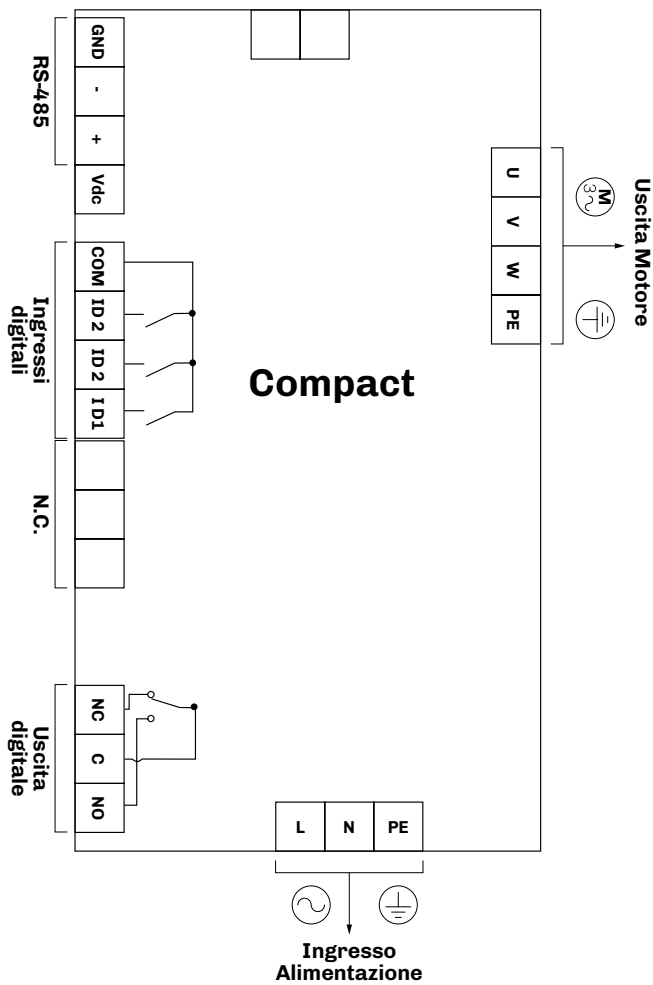 RS-485
GND
-
+
Vdc
Ingressi
digitali
COM
ID 2
ID 2
I D1
N.C.
Uscita
digitale
NC
C
NO
Compact
U
V
W
PE
M
3~
Uscita Motore
L N PE
Ingresso
Alimentazione